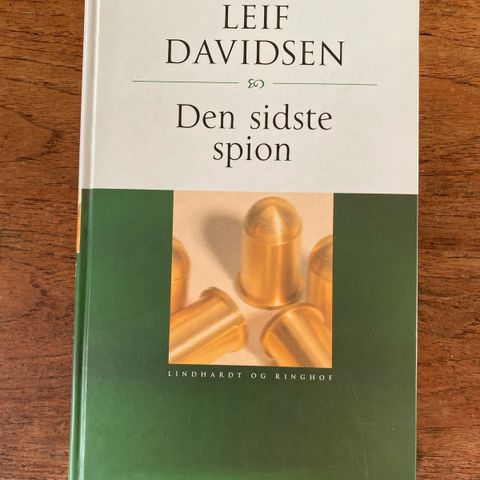 LEIF
DAVIDSEN
Den sidste
spion
LINDHARDT OG RINGHOF